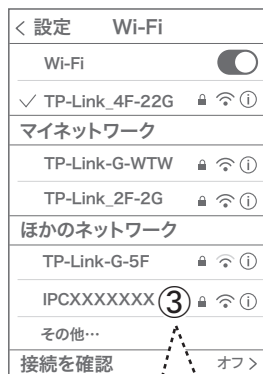 < 設定 Wi-Fi
Wi-Fi
✓ TP-Link_4F-22G
マイネットワーク
TP-Link-G-WTW
TP-Link_2F-2G
ほかのネットワーク
TP-Link-G-5F
IPCXXXXXXX ③
その他…
接続を確認 オフ >